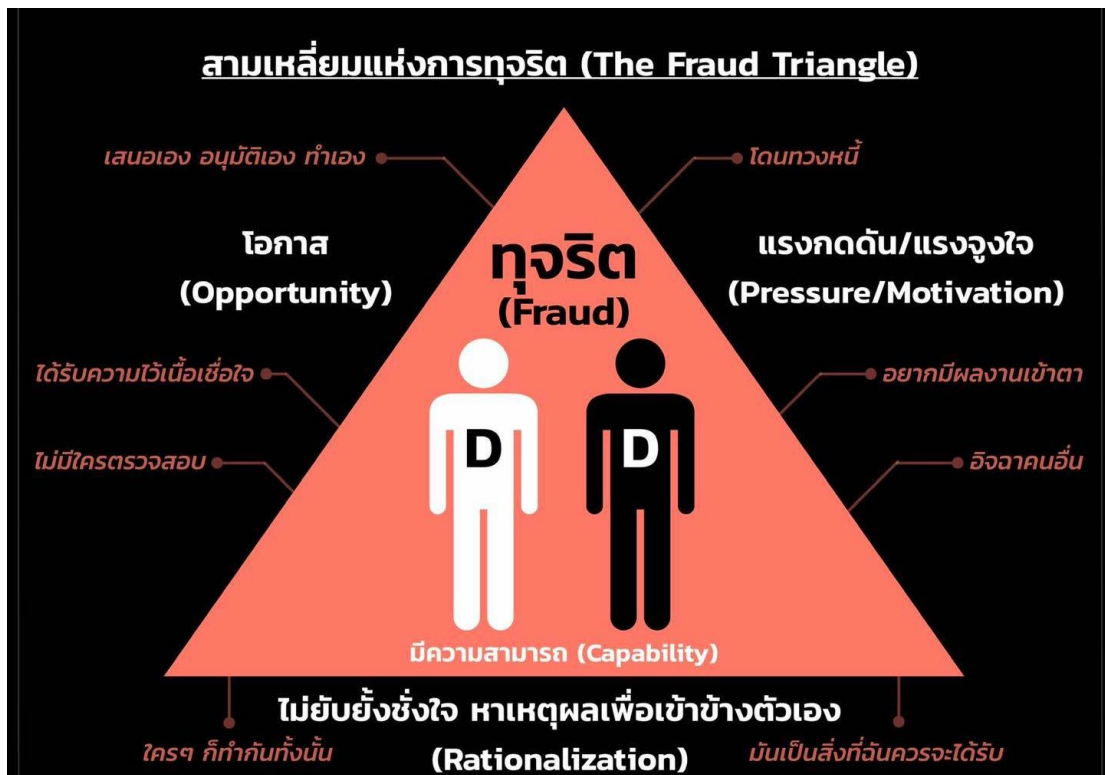 สามเหลี่ยมแห่งการทุจริต (The Fraud Triangle)
เสนอเอง อนุมัติเอง ทำเอง
โดนทวงหนี้
โอกาส
(Opportunity)
ทุจริต
(Fraud)
แรงกดดัน/แรงจูงใจ
(Pressure/Motivation)
ได้รับความไว้เนื้อเชื่อใจ
อยากมีผลงานเข้าตา
D
D
ไม่มีใครตรวจสอบ
อิจฉาคนอื่น
มีความสามารถ (Capability)
ไม่ยับยั้งชั่งใจ หาเหตุผลเพื่อเข้าข้างตัวเอง
(Rationalization)
ใครๆ ก็ทำกันทั้งนั้น
มันเป็นสิ่งที่ฉันควรจะได้รับ